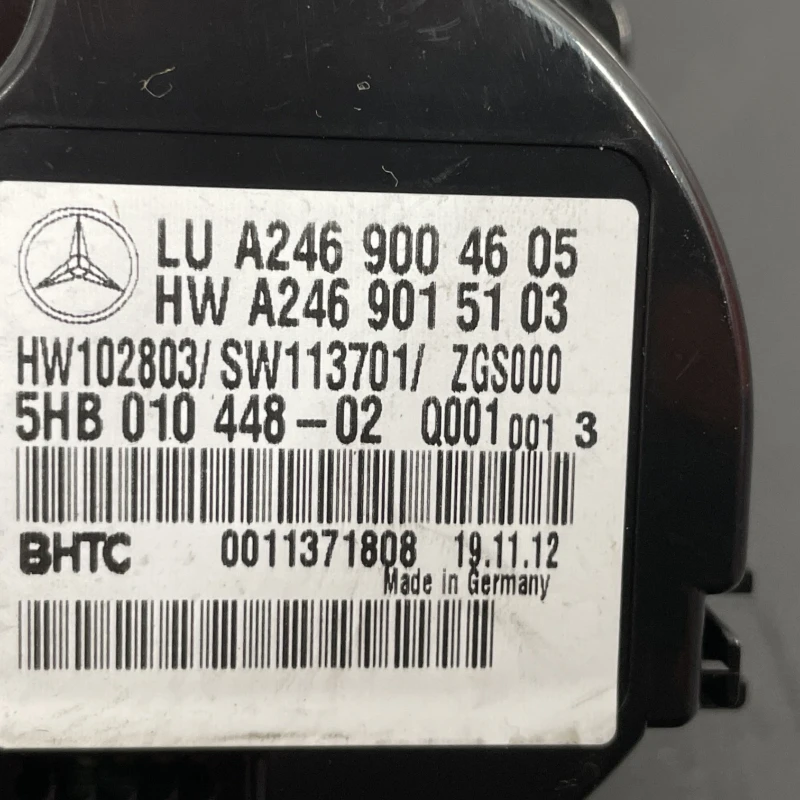 LU A246 900 46 05
HW A246 901 51 03
HW102803/ SW113701/ ZGS000
5HB 010 448-02 Q001 001 3
BHTC 0011371808 19.11.12
Made in Germany